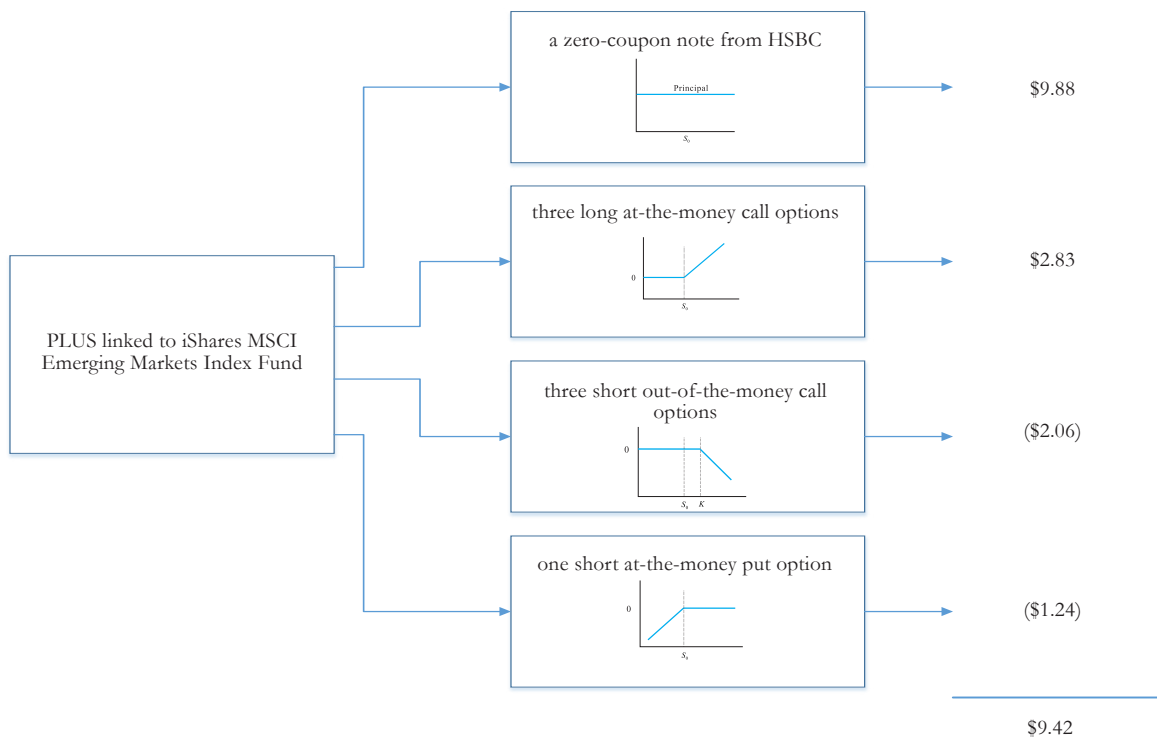 a zero-coupon note from HSBC
Principal
S₀
$9.88
three long at-the-money call options
0
S₀
$2.83
PLUS linked to iShares MSCI
Emerging Markets Index Fund
three short out-of-the-money call
options
0
S₀ K
($2.06)
one short at-the-money put option
0
S₀
($1.24)
$9.42